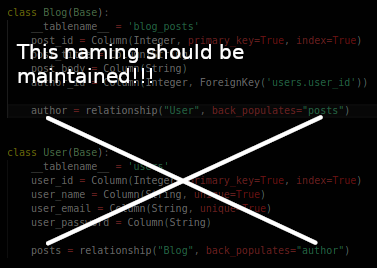 class Blog(Base):
__tablename__ = 'blog_posts'
post_id = Column(Integer, primary_key=True, index=True)
This naming should be
maintained!!!
post_body = Column(String)
ForeignKey('users.user_id'))
author = relationship("User", back_populates="posts")
class User(Base):
__tablename__ = 'users'
user_id = Column(Integer, primary_key=True, index=True)
user_name = Column(String, unique=True)
user_email = Column(String, unique=True)
user_password = Column(String)
posts = relationship("Blog", back_populates="author")